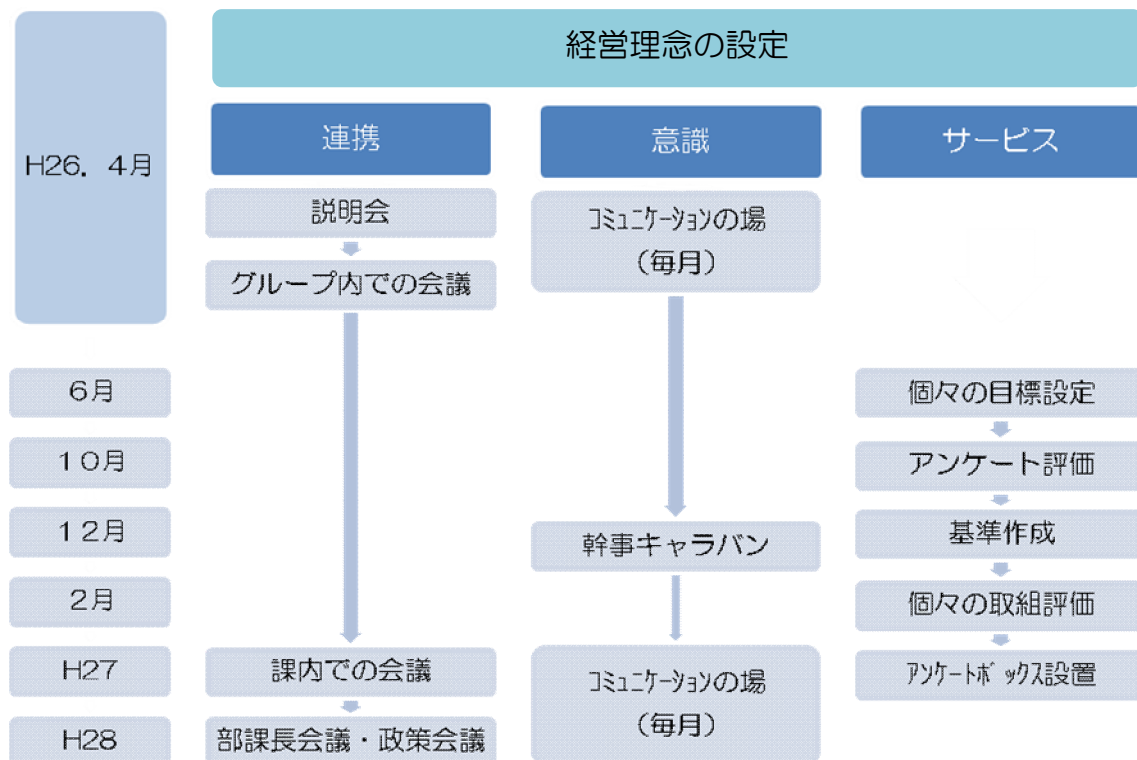 経営理念の設定
H26．4月
連携
意識
サービス
説明会
グループ内での会議
ｺﾐｭﾆｹｰｼｮﾝの場
（毎月）
6月
個々の目標設定
１０月
アンケート評価
１２月
幹事キャラバン
基準作成
２月
個々の取組評価
H27
課内での会議
ｺﾐｭﾆｹｰｼｮﾝの場
（毎月）
ｱﾝｹｰﾄﾎﾞｯｸｽ設置
H28
部課長会議・政策会議